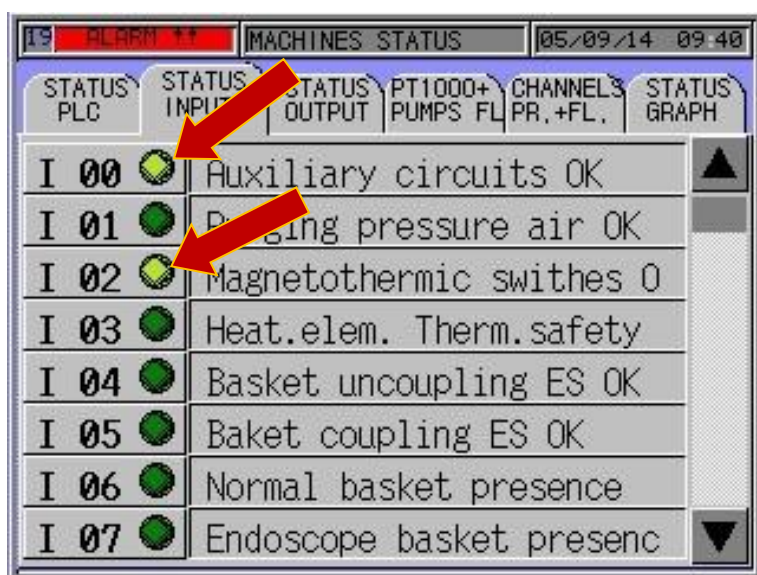 19 ALARM !! MACHINES STATUS 05/09/14 09:40
STATUS PLC
STATUS INPUT
STATUS OUTPUT
PT1000+ PUMPS FL
CHANNELS PR.+FL.
STATUS GRAPH
I 00 Auxiliary circuits OK
I 01 Purging pressure air OK
I 02 Magnetothermic swithes O
I 03 Heat.elem. Therm.safety
I 04 Basket uncoupling ES OK
I 05 Baket coupling ES OK
I 06 Normal basket presence
I 07 Endoscope basket presenc